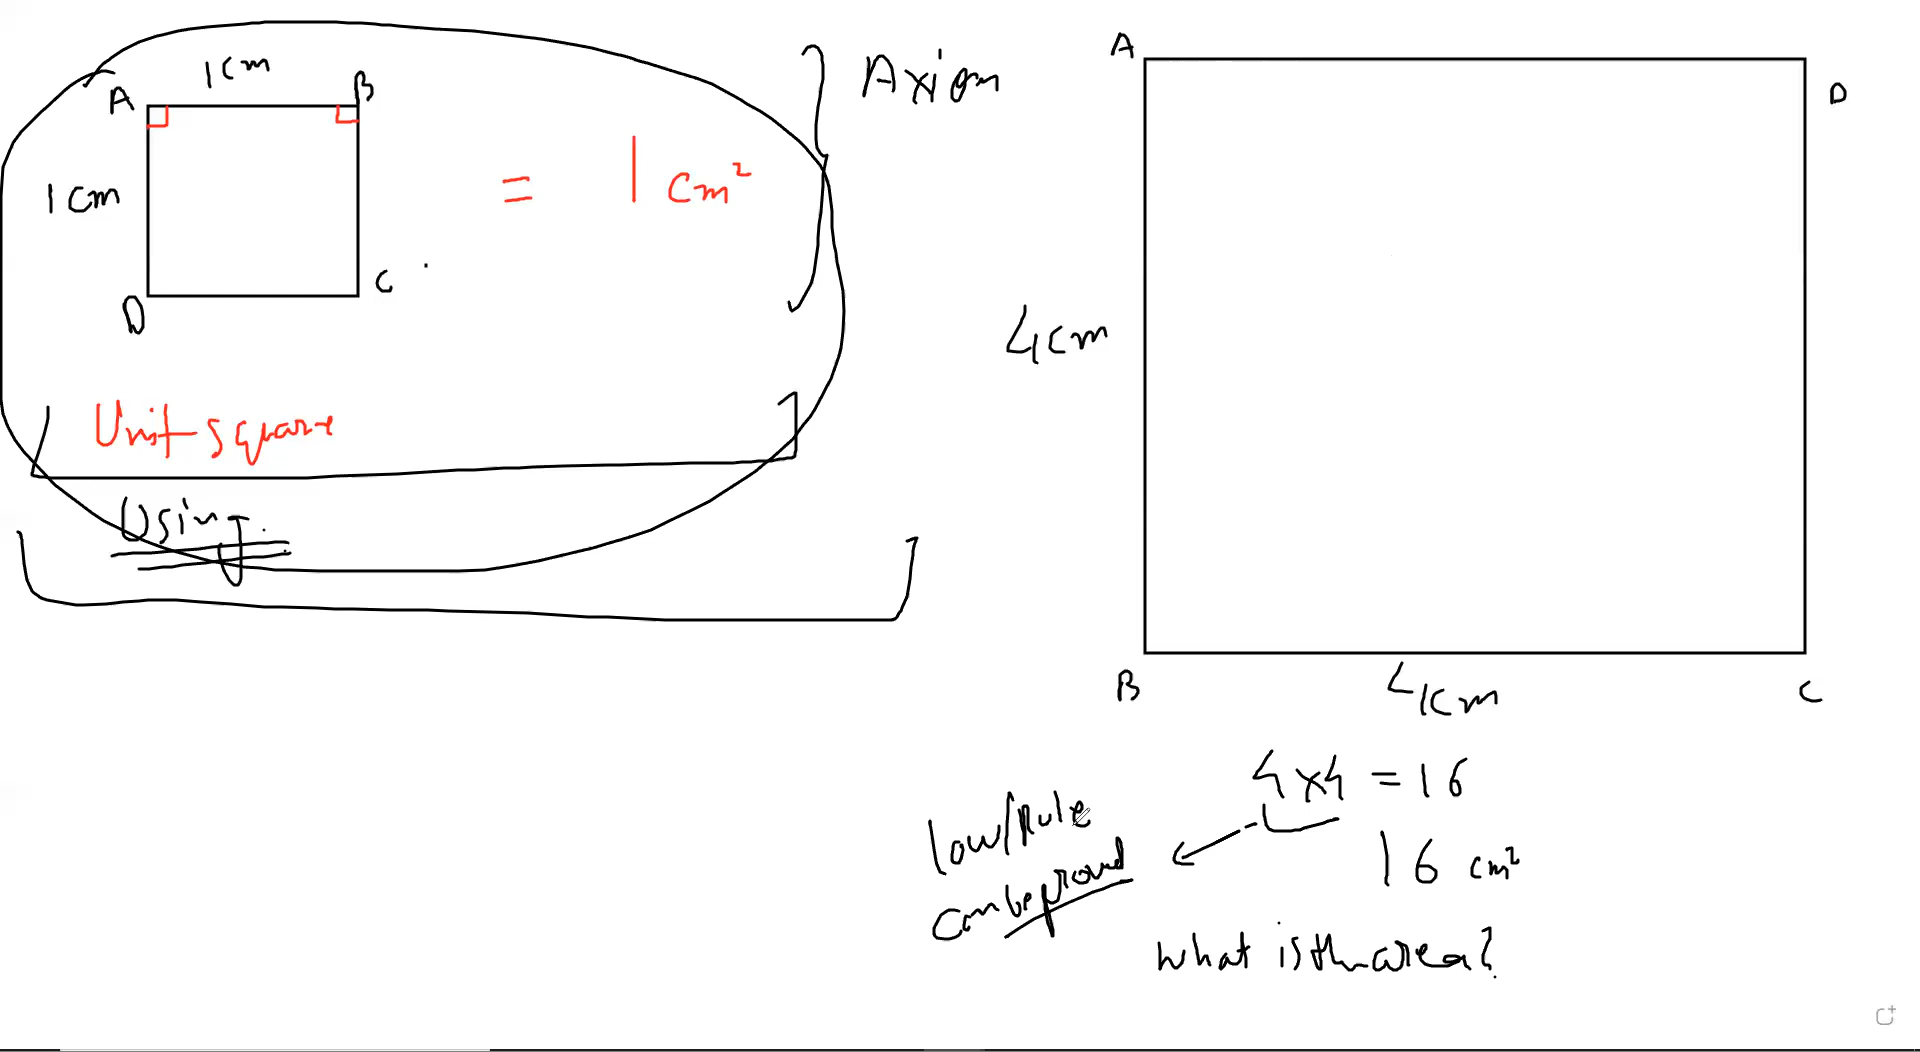 1cm
A
B
1cm
= 1 cm²
D
C
Axiom
Unit square
Using
A
D
4cm
B
4cm
C
4x4 = 16
16 cm²
law/Rule
can be proved
what is the area?